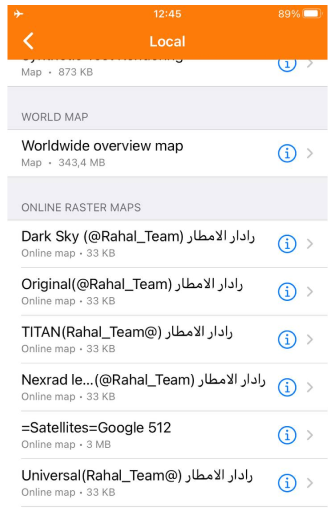 12:45
89%
Local
Map • 873 KB
WORLD MAP
Worldwide overview map
Map • 343,4 MB
ONLINE RASTER MAPS
Dark Sky (@Rahal_Team) رادار الامطار
Online map • 33 KB
Original(@Rahal_Team) رادار الامطار
Online map • 33 KB
TITAN(Rahal_Team@) رادار الامطار
Online map • 33 KB
Nexrad le...(@Rahal_Team) رادار الامطار
Online map • 33 KB
=Satellites=Google 512
Online map • 3 MB
Universal(Rahal_Team@) رادار الامطار
Online map • 33 KB